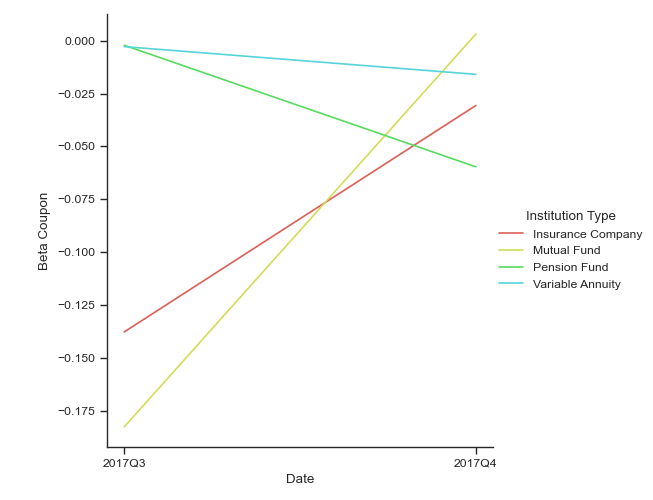 0.000
−0.025
−0.050
−0.075
−0.100
−0.125
−0.150
−0.175
Beta Coupon
2017Q3
2017Q4
Date
Institution Type
Insurance Company
Mutual Fund
Pension Fund
Variable Annuity